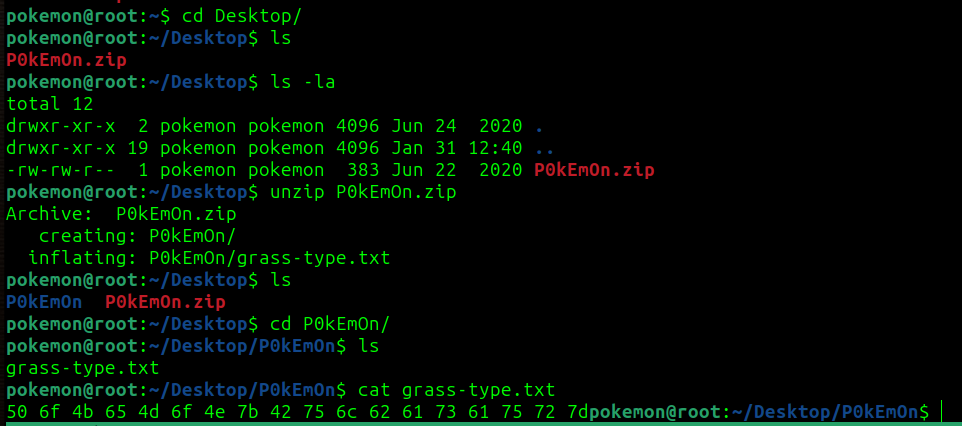 pokemon@root:~$ cd Desktop/
pokemon@root:~/Desktop$ ls
P0kEmOn.zip
pokemon@root:~/Desktop$ ls -la
total 12
drwxr-xr-x  2 pokemon pokemon 4096 Jun 24  2020 .
drwxr-xr-x 19 pokemon pokemon 4096 Jan 31 12:40 ..
-rw-rw-r--  1 pokemon pokemon  383 Jun 22  2020 P0kEmOn.zip
pokemon@root:~/Desktop$ unzip P0kEmOn.zip
Archive:  P0kEmOn.zip
   creating: P0kEmOn/
  inflating: P0kEmOn/grass-type.txt
pokemon@root:~/Desktop$ ls
P0kEmOn  P0kEmOn.zip
pokemon@root:~/Desktop$ cd P0kEmOn/
pokemon@root:~/Desktop/P0kEmOn$ ls
grass-type.txt
pokemon@root:~/Desktop/P0kEmOn$ cat grass-type.txt
50 6f 4b 65 4d 6f 4e 7b 42 75 6c 62 61 73 61 75 72 7dpokemon@root:~/Desktop/P0kEmOn$